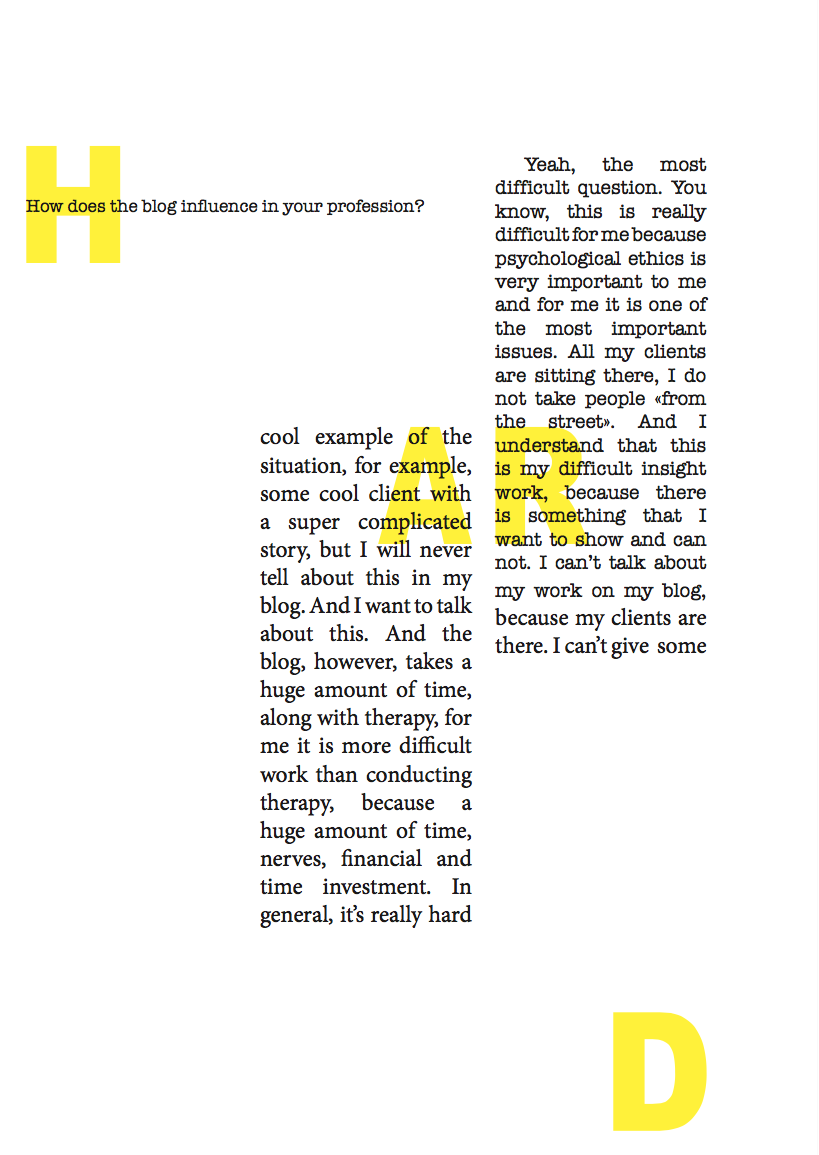 H
How does the blog influence in your profession?
Yeah, the most
difficult question. You
know, this is really
difficult for me because
psychological ethics is
very important to me
and for me it is one of
the most important
issues. All my clients
are sitting there, I do
not take people «from
the street». And I
understand that this
is my difficult insight
work, because there
is something that I
want to show and can
not. I can't talk about
my work on my blog,
because my clients are
there. I can’t give some
cool example of the
situation, for example,
some cool client with
a super complicated
story, but I will never
tell about this in my
blog. And I want to talk
about this. And the
blog, however, takes a
huge amount of time,
along with therapy, for
me it is more difficult
work than conducting
therapy, because a
huge amount of time,
nerves, financial and
time investment. In
general, it’s really hard
A R
D